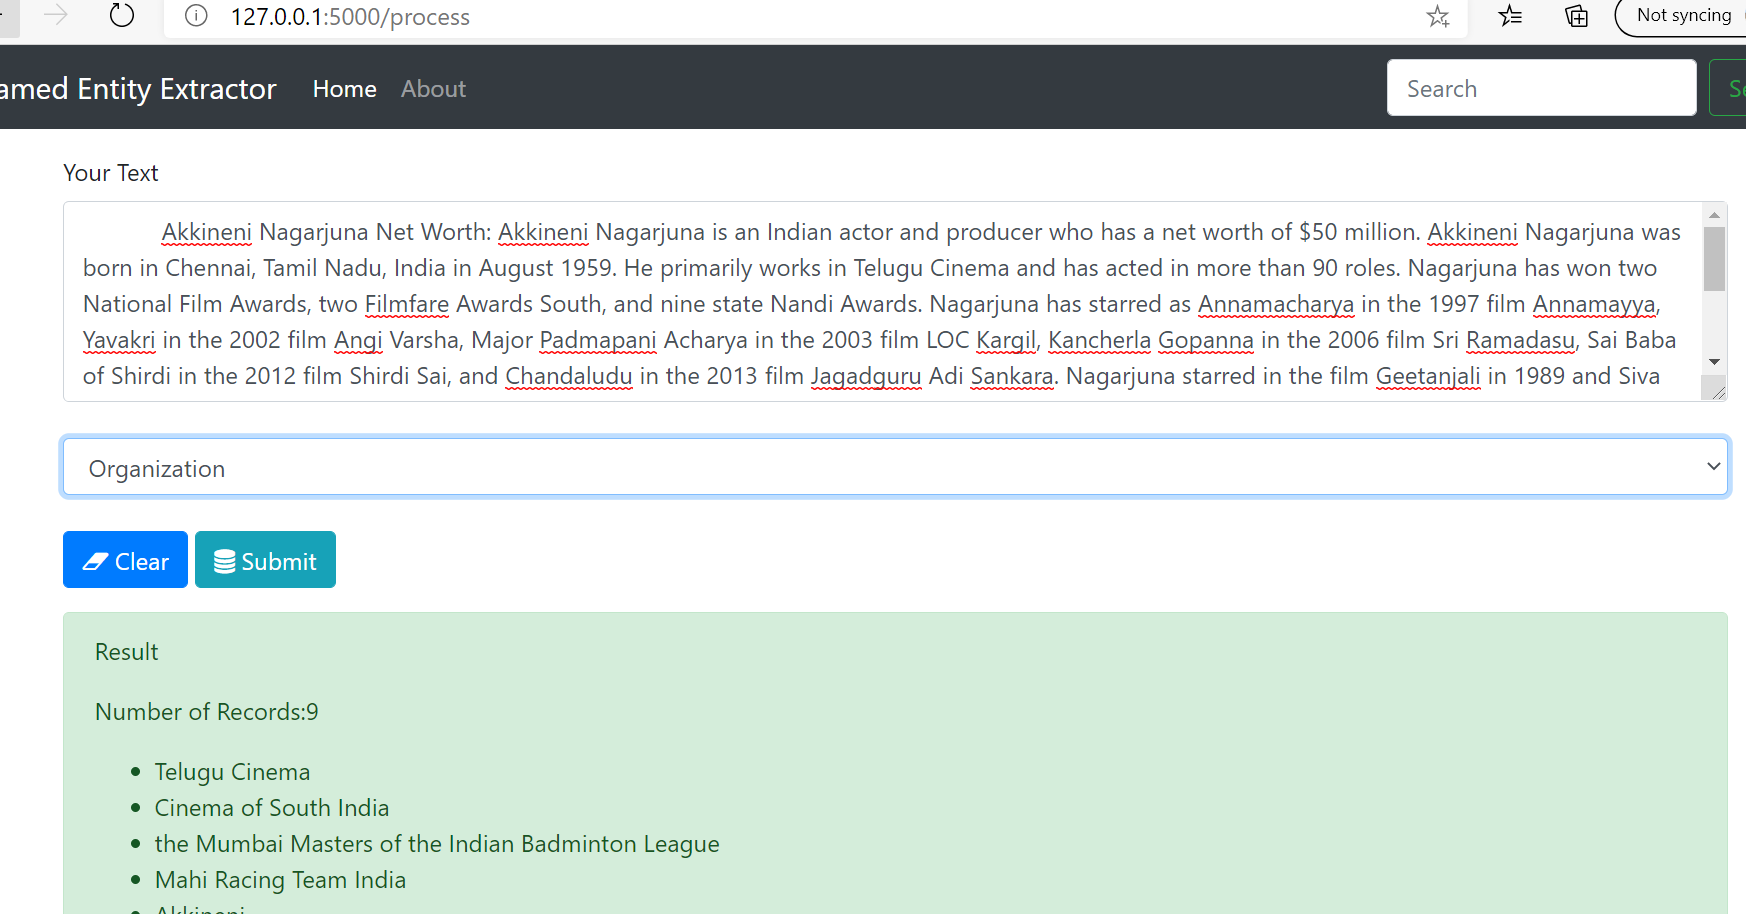 127.0.0.1:5000/process
Not syncing
amed Entity Extractor
Home
About
Search
Se
Your Text
Akkineni Nagarjuna Net Worth: Akkineni Nagarjuna is an Indian actor and producer who has a net worth of $50 million. Akkineni Nagarjuna was
born in Chennai, Tamil Nadu, India in August 1959. He primarily works in Telugu Cinema and has acted in more than 90 roles. Nagarjuna has won two
National Film Awards, two Filmfare Awards South, and nine state Nandi Awards. Nagarjuna has starred as Annamacharya in the 1997 film Annamayya,
Yavakri in the 2002 film Angi Varsha, Major Padmapani Acharya in the 2003 film LOC Kargil, Kancherla Gopanna in the 2006 film Sri Ramadasu, Sai Baba
of Shirdi in the 2012 film Shirdi Sai, and Chandaludu in the 2013 film Jagadguru Adi Sankara. Nagarjuna starred in the film Geetanjali in 1989 and Siva
Organization
Clear
Submit
Result
Number of Records:9
Telugu Cinema
Cinema of South India
the Mumbai Masters of the Indian Badminton League
Mahi Racing Team India
Akkineni